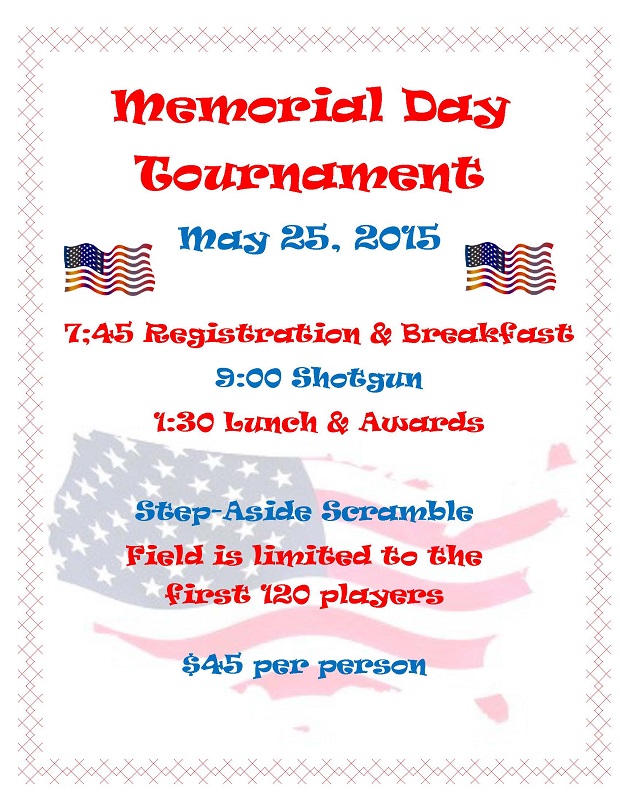 Memorial Day
Tournament
May 25, 2015
7;45 Registration & Breakfast
9:00 Shotgun
1:30 Lunch & Awards
Step-Aside Scramble
Field is limited to the
first 120 players
$45 per person